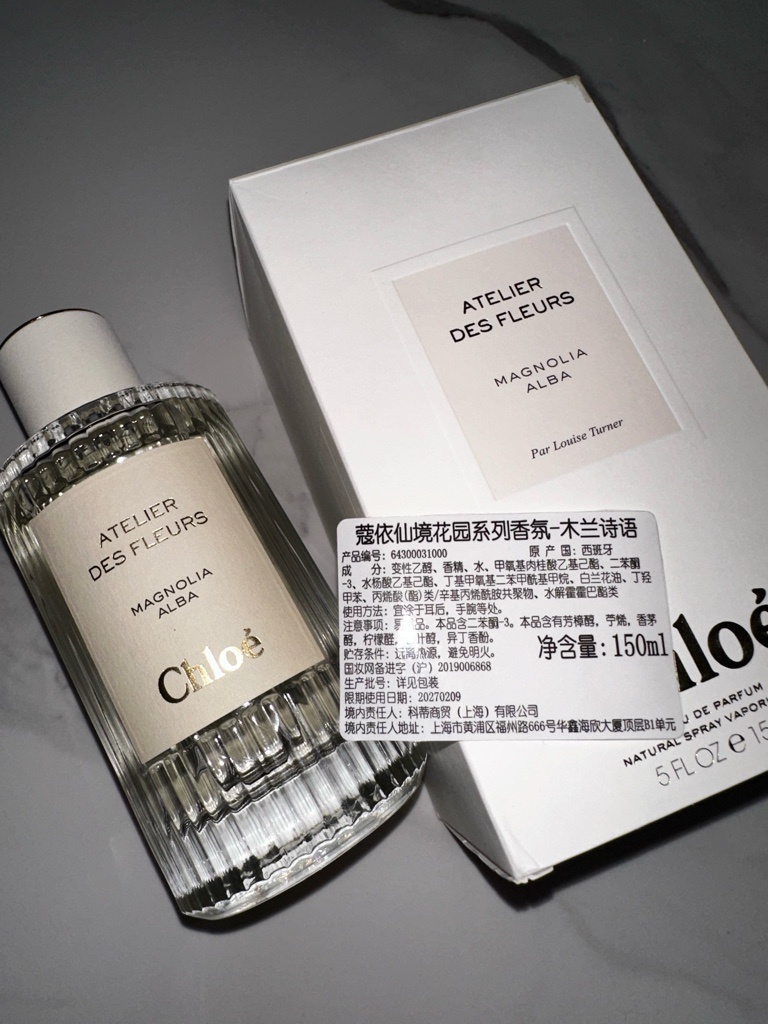 ATELIER
DES FLEURS
MAGNOLIA
ALBA
Par Louise Turner
ATELIER
DES FLEURS
MAGNOLIA
ALBA
Chloé
蔻依仙境花园系列香氛-木兰诗语
产品编号: 64300031000 原 产 国: 西班牙
成 分: 变性乙醇、香精、水、甲氧基肉桂酸乙基己酯、二苯酮
-3、水杨酸乙基己酯、丁基甲氧基二苯甲酰基甲烷、白兰花油、丁羟
甲苯、丙烯酸(酯)类/辛基丙烯酰胺共聚物、水解霍霍巴酯类
使用方法: 宜涂于耳后, 手腕等处。
注意事项: 易 品。本品含二苯酮-3。本品含有芳樟醇, 苧烯, 香茅
醇, 柠檬醛, 叶醇, 异丁香酚。
贮存条件: 远离热源, 避免明火。
净含量: 150ml
国妆网备进字 (沪) 2019006868
生产批号: 详见包装
限期使用日期: 20270209
境内责任人: 科蒂商贸 (上海) 有限公司
境内责任人地址: 上海市黄浦区福州路666号华鑫海欣大厦顶层B1单元
hloé
U DE PARFUM
NATURAL SPRAY VAPOR
5 FL OZ e 15